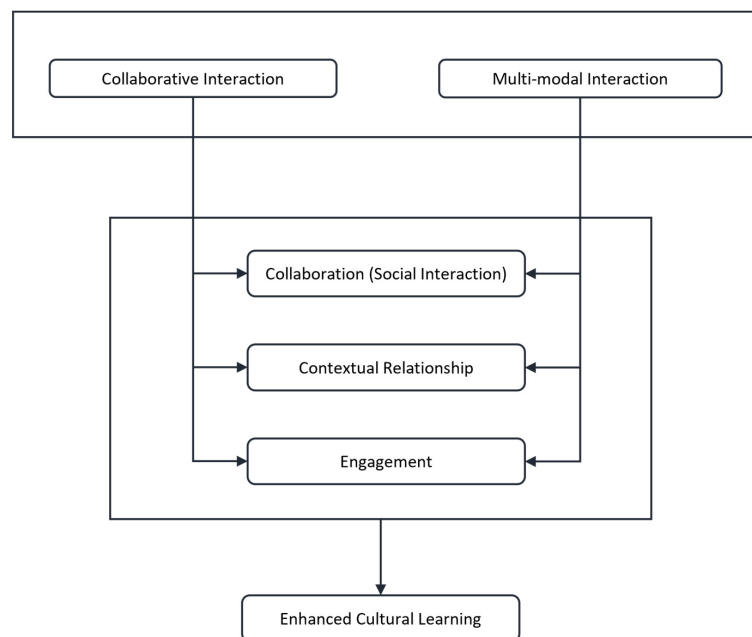 Collaborative Interaction
Multi-modal Interaction
Collaboration (Social Interaction)
Contextual Relationship
Engagement
Enhanced Cultural Learning